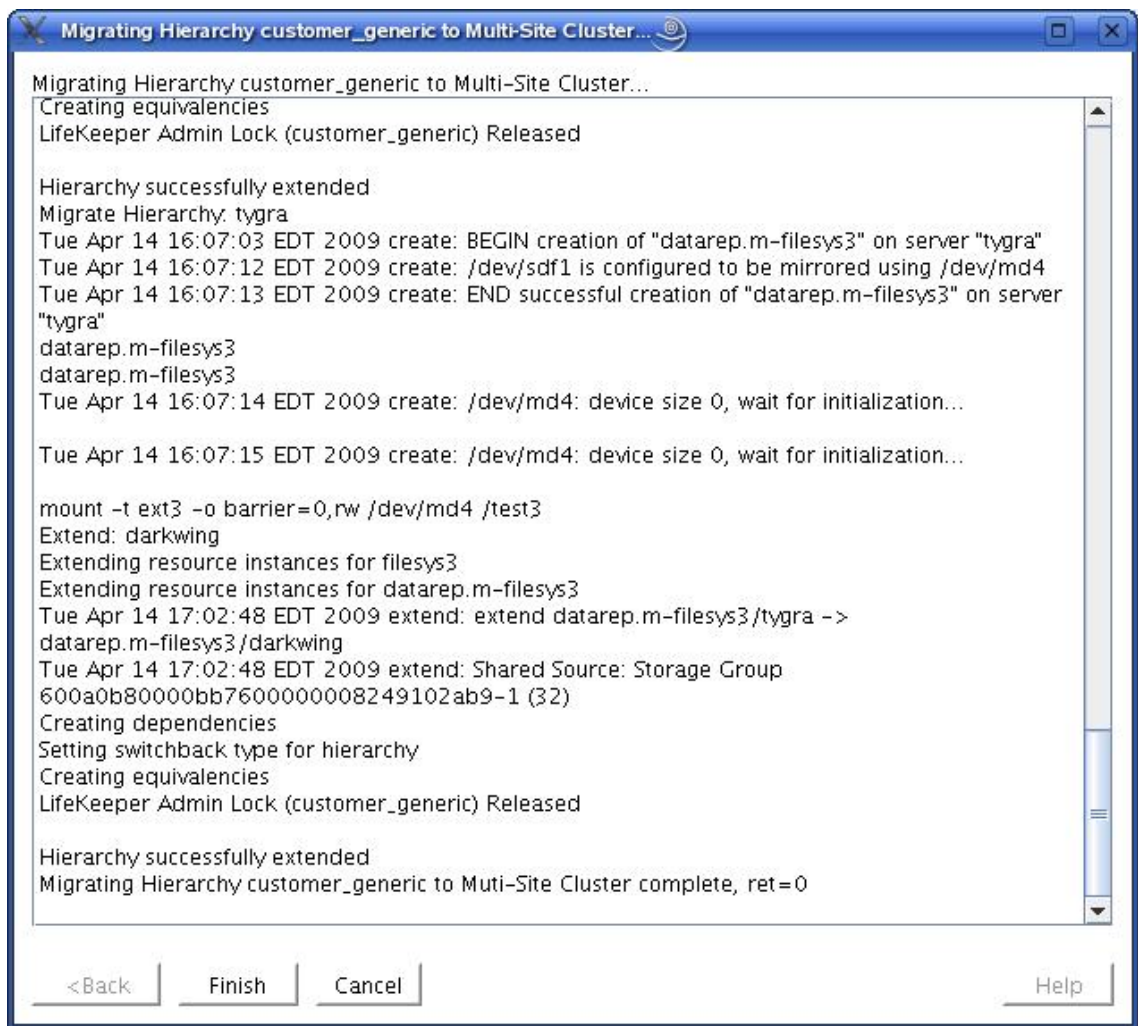 Migrating Hierarchy customer_generic to Multi-Site Cluster...
Migrating Hierarchy customer_generic to Multi-Site Cluster...
Creating equivalencies
LifeKeeper Admin Lock (customer_generic) Released
Hierarchy successfully extended
Migrate Hierarchy: tygra
Tue Apr 14 16:07:03 EDT 2009 create: BEGIN creation of "datarep.m-filesys3" on server "tygra"
Tue Apr 14 16:07:12 EDT 2009 create: /dev/sdf1 is configured to be mirrored using /dev/md4
Tue Apr 14 16:07:13 EDT 2009 create: END successful creation of "datarep.m-filesys3" on server
"tygra"
datarep.m-filesys3
datarep.m-filesys3
Tue Apr 14 16:07:14 EDT 2009 create: /dev/md4: device size 0, wait for initialization...
Tue Apr 14 16:07:15 EDT 2009 create: /dev/md4: device size 0, wait for initialization...
mount -t ext3 -o barrier=0,rw /dev/md4 /test3
Extend: darkwing
Extending resource instances for filesys3
Extending resource instances for datarep.m-filesys3
Tue Apr 14 17:02:48 EDT 2009 extend: extend datarep.m-filesys3/tygra ->
datarep.m-filesys3/darkwing
Tue Apr 14 17:02:48 EDT 2009 extend: Shared Source: Storage Group
600a0b80000bb7600000008249102ab9-1 (32)
Creating dependencies
Setting switchback type for hierarchy
Creating equivalencies
LifeKeeper Admin Lock (customer_generic) Released
Hierarchy successfully extended
Migrating Hierarchy customer_generic to Muti-Site Cluster complete, ret=0
<Back
Finish
Cancel
Help